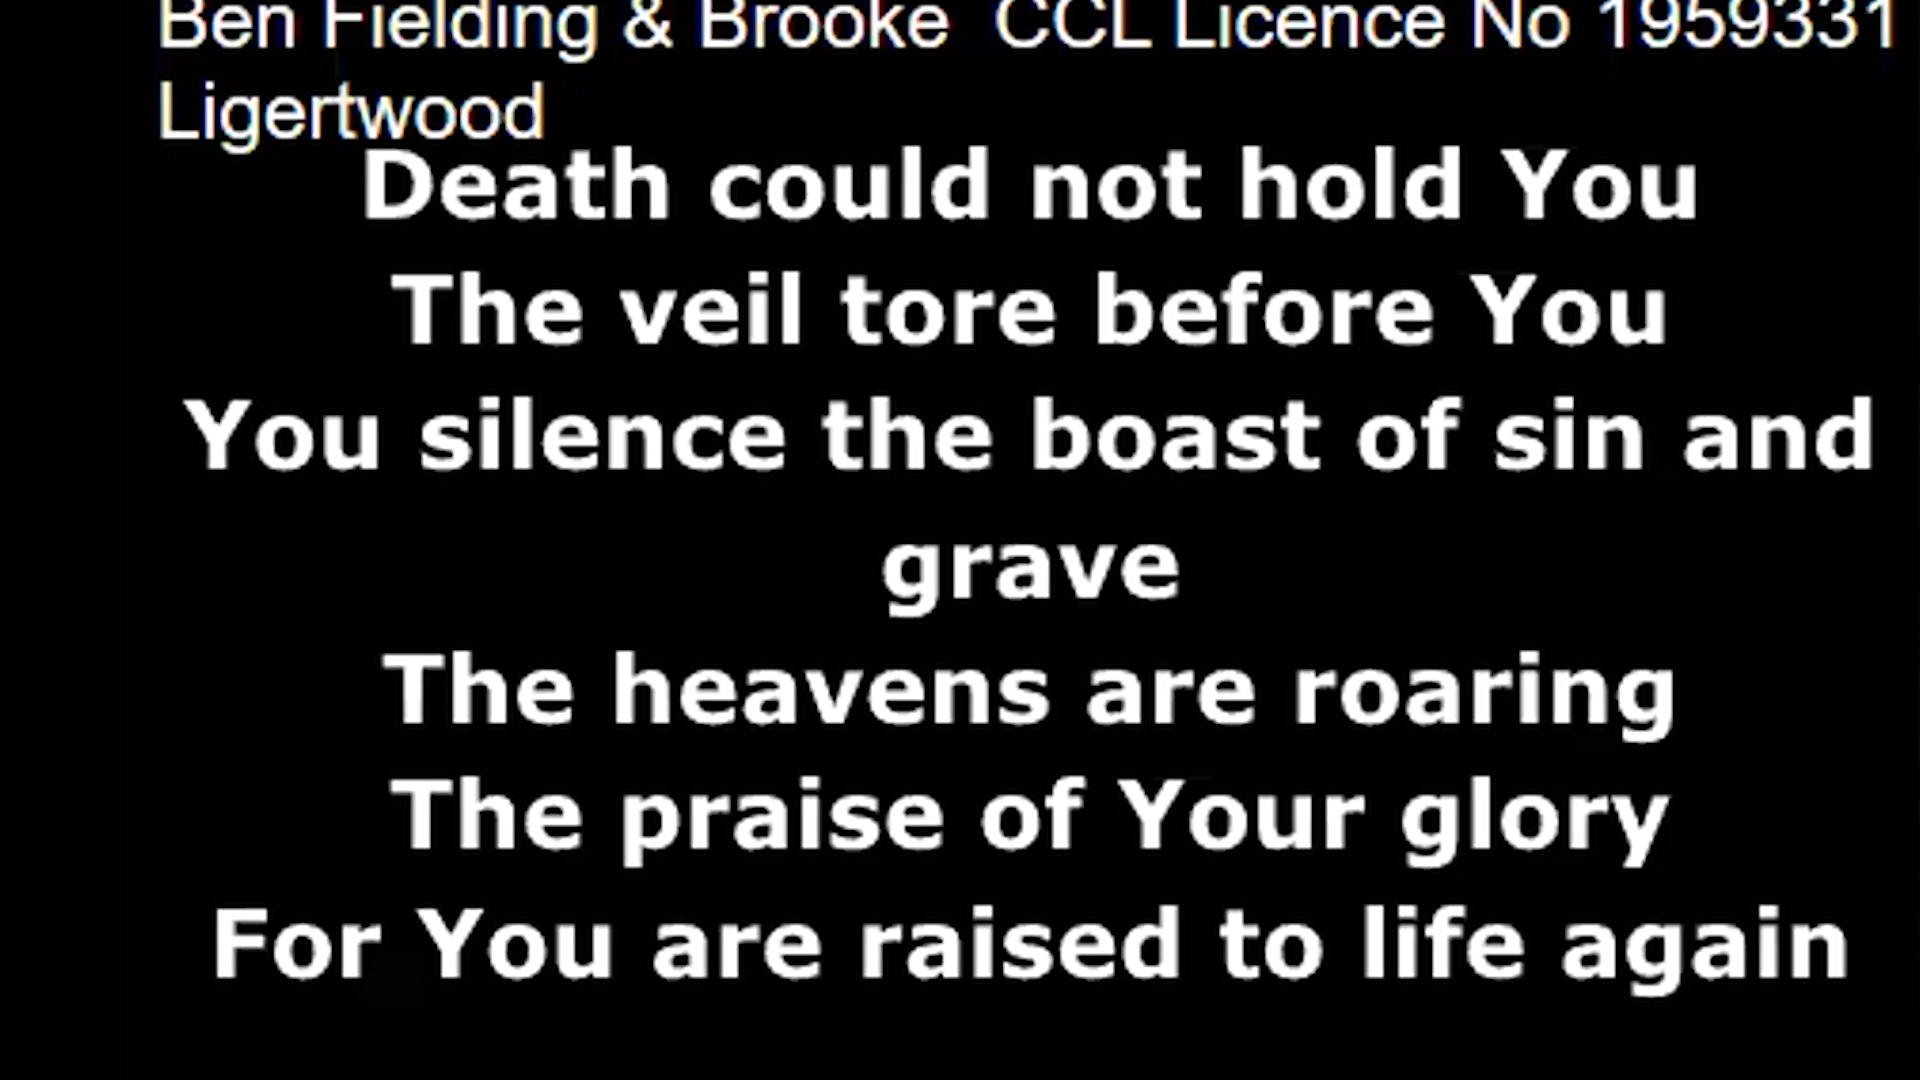 Ben Fielding & Brooke CCL Licence No 1959331
Ligertwood
Death could not hold You
The veil tore before You
You silence the boast of sin and
grave
The heavens are roaring
The praise of Your glory
For You are raised to life again